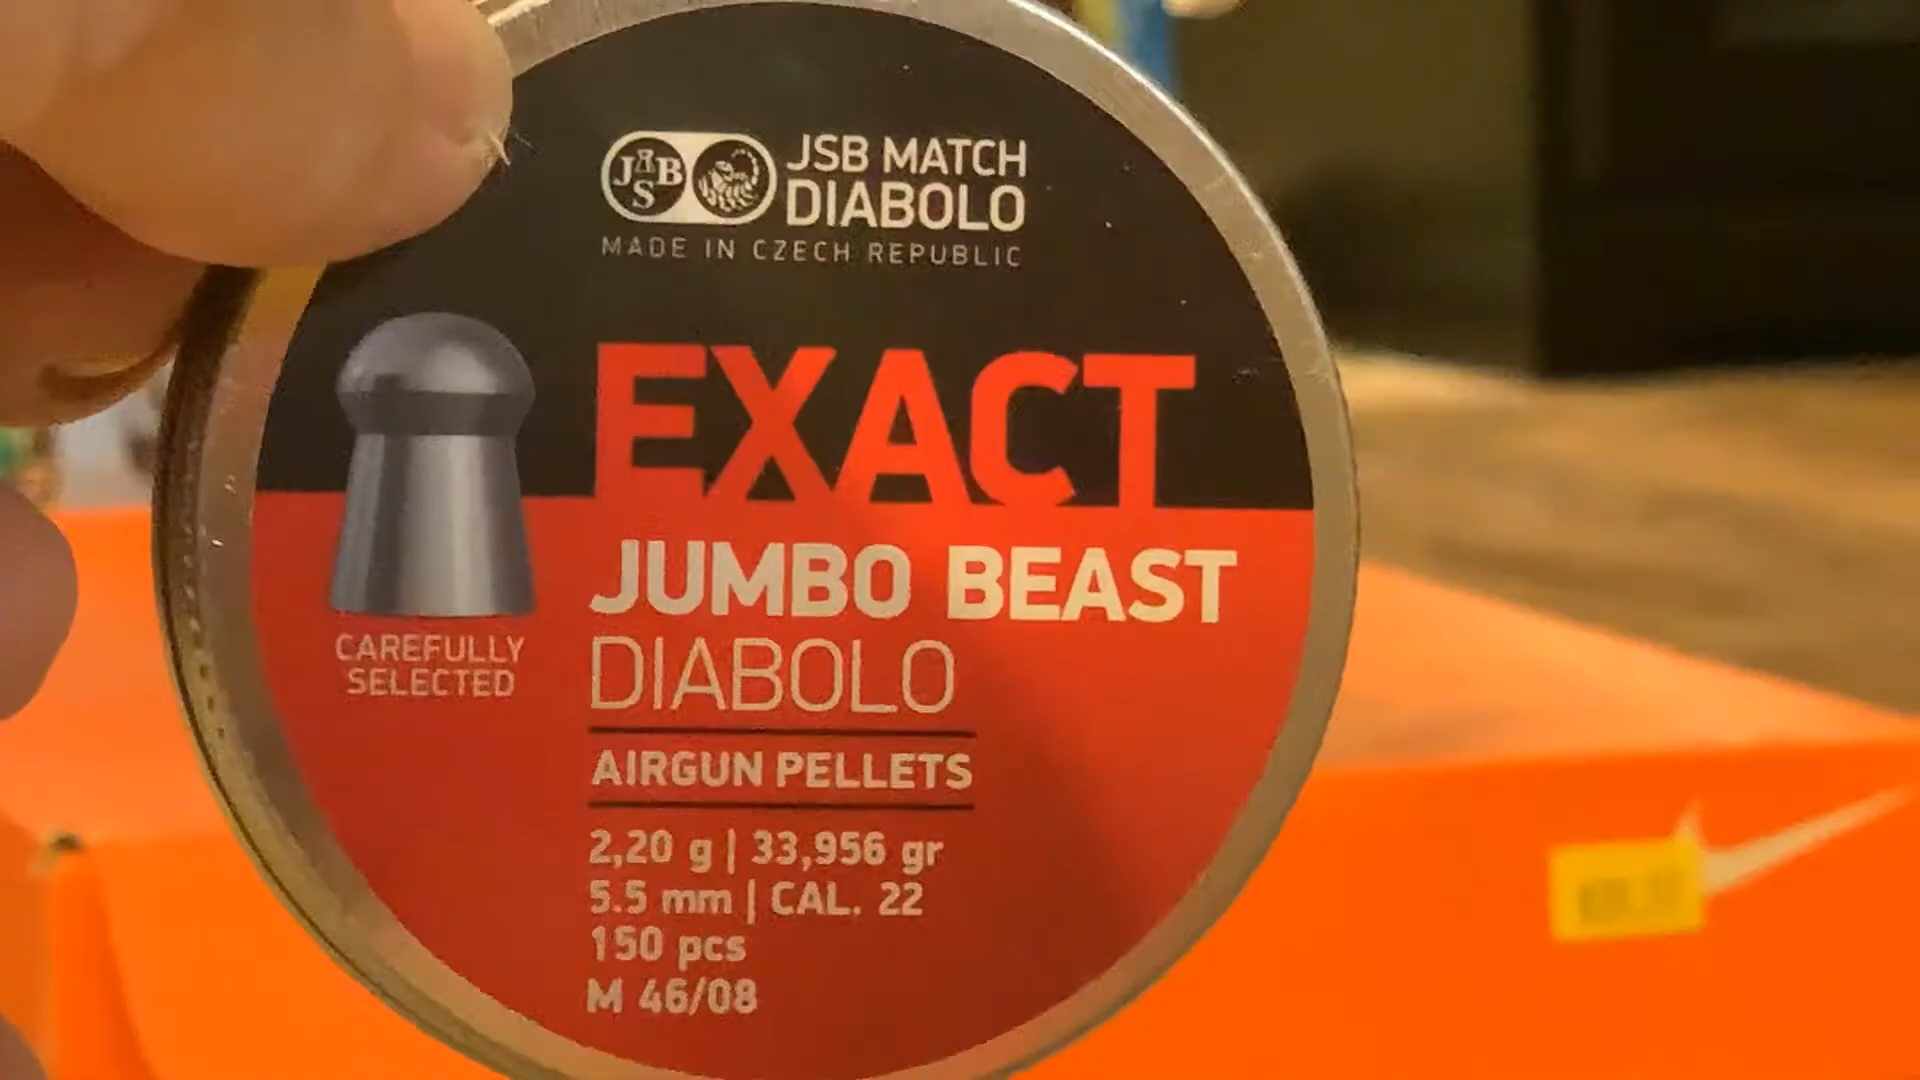 JSB
JSB MATCH
DIABOLO
MADE IN CZECH REPUBLIC
EXACT
JUMBO BEAST
DIABOLO
CAREFULLY
SELECTED
AIRGUN PELLETS
2,20 g | 33,956 gr
5.5 mm | CAL. 22
150 pcs
M 46/08